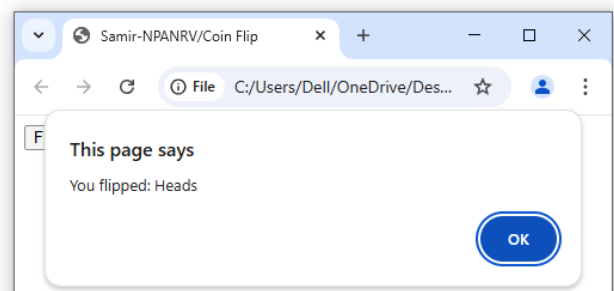 Samir-NPANRV/Coin Flip
File C:/Users/Dell/OneDrive/Des...
F
This page says
You flipped: Heads
OK